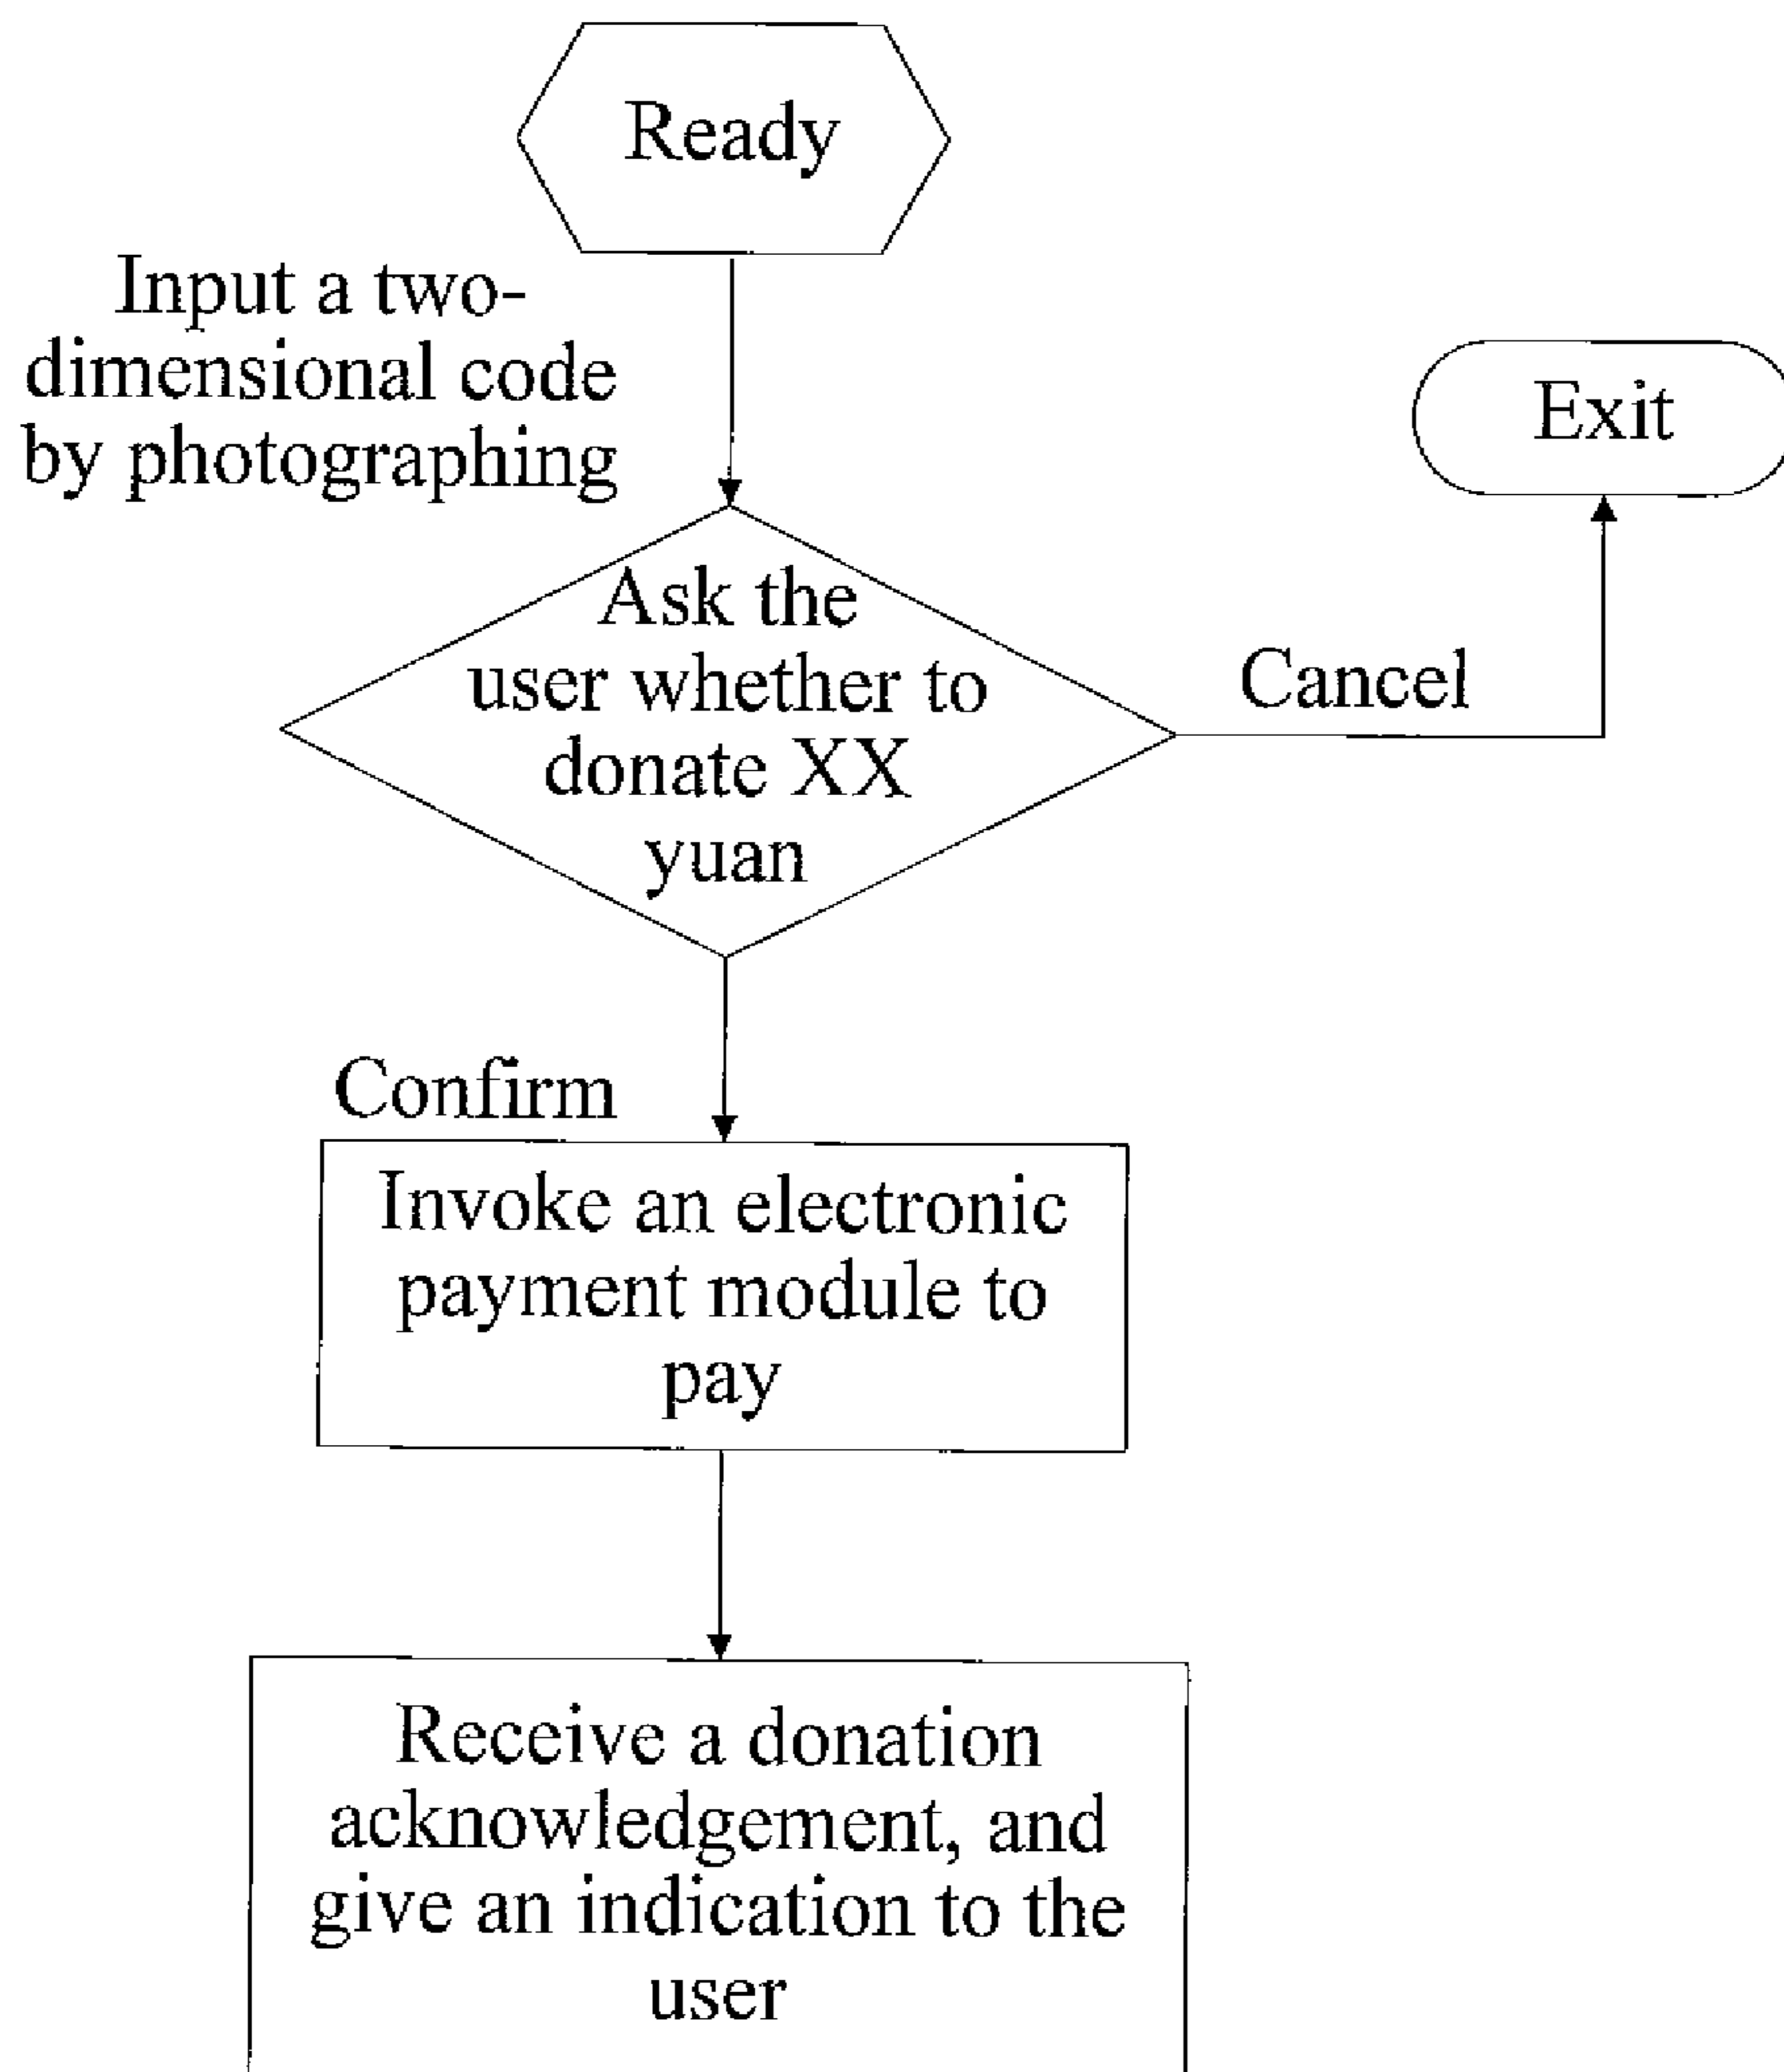 Ready
Input a two-
dimensional code
by photographing
Exit
Ask the
user whether to
donate XX
yuan
Cancel
Confirm
Invoke an electronic
payment module to
pay
Receive a donation
acknowledgement, and
give an indication to the
user